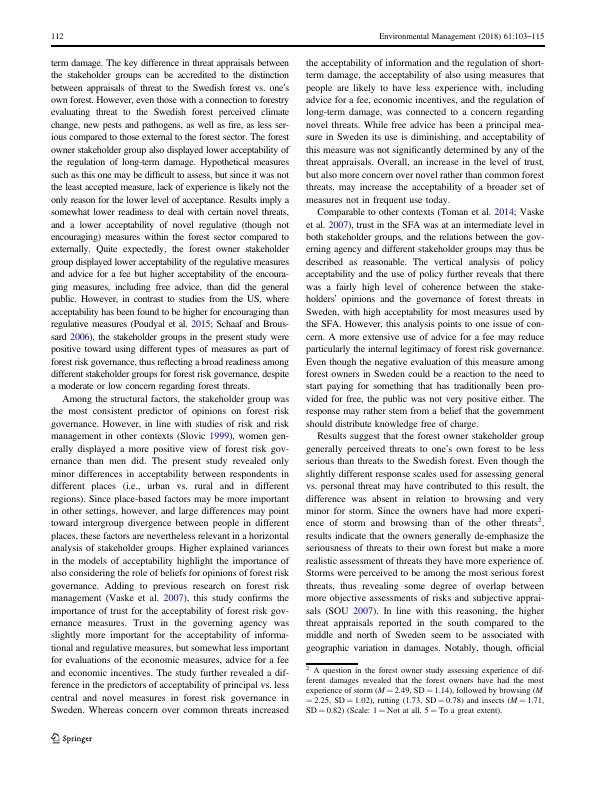 112
Environmental Management (2018) 61:103–115
term damage. The key difference in threat appraisals between
the stakeholder groups can be accredited to the distinction
between appraisals of threat to the Swedish forest vs. one's
own forest. However, even those with a connection to forestry
evaluating threat to the Swedish forest perceived climate
change, new pests and pathogens, as well as fire, as less ser-
ious compared to those external to the forest sector. The forest
owner stakeholder group also displayed lower acceptability of
the regulation of long-term damage. Hypothetical measures
such as this one may be difficult to assess, but since it was not
the least accepted measure, lack of experience is likely not the
only reason for the lower level of acceptance. Results imply a
somewhat lower readiness to deal with certain novel threats,
and a lower acceptability of novel regulative (though not
encouraging) measures within the forest sector compared to
externally. Quite expectedly, the forest owner stakeholder
group displayed lower acceptability of the regulative measures
and advice for a fee but higher acceptability of the encoura-
ging measures, including free advice, than did the general
public. However, in contrast to studies from the US, where
acceptability has been found to be higher for encouraging than
regulative measures (Poudyal et al. 2015; Schaaf and Brous-
sard 2006), the stakeholder groups in the present study were
positive toward using different types of measures as part of
forest risk governance, thus reflecting a broad readiness among
different stakeholder groups for forest risk governance, despite
a moderate or low concern regarding forest threats.
Among the structural factors, the stakeholder group was
the most consistent predictor of opinions on forest risk
governance. However, in line with studies of risk and risk
management in other contexts (Slovic 1999), women gen-
erally displayed a more positive view of forest risk gov-
ernance than men did. The present study revealed only
minor differences in acceptability between respondents in
different places (i.e., urban vs. rural and in different
regions). Since place-based factors may be more important
in other settings, however, and large differences may point
toward intergroup divergence between people in different
places, these factors are nevertheless relevant in a horizontal
analysis of stakeholder groups. Higher explained variances
in the models of acceptability highlight the importance of
also considering the role of beliefs for opinions of forest risk
governance. Adding to previous research on forest risk
management (Vaske et al. 2007), this study confirms the
importance of trust for the acceptability of forest risk gov-
ernance measures. Trust in the governing agency was
slightly more important for the acceptability of informa-
tional and regulative measures, but somewhat less important
for evaluations of the economic measures, advice for a fee
and economic incentives. The study further revealed a dif-
ference in the predictors of acceptability of principal vs. less
central and novel measures in forest risk governance in
Sweden. Whereas concern over common threats increased
the acceptability of information and the regulation of short-
term damage, the acceptability of also using measures that
people are likely to have less experience with, including
advice for a fee, economic incentives, and the regulation of
long-term damage, was connected to a concern regarding
novel threats. While free advice has been a principal mea-
sure in Sweden its use is diminishing, and acceptability of
this measure was not significantly determined by any of the
threat appraisals. Overall, an increase in the level of trust,
but also more concern over novel rather than common forest
threats, may increase the acceptability of a broader set of
measures not in frequent use today.
Comparable to other contexts (Toman et al. 2014; Vaske
et al. 2007), trust in the SFA was at an intermediate level in
both stakeholder groups, and the relations between the gov-
erning agency and different stakeholder groups may thus be
described as reasonable. The vertical analysis of policy
acceptability and the use of policy further reveals that there
was a fairly high level of coherence between the stake-
holders' opinions and the governance of forest threats in
Sweden, with high acceptability for most measures used by
the SFA. However, this analysis points to one issue of con-
cern. A more extensive use of advice for a fee may reduce
particularly the internal legitimacy of forest risk governance.
Even though the negative evaluation of this measure among
forest owners in Sweden could be a reaction to the need to
start paying for something that has traditionally been pro-
vided for free, the public was not very positive either. The
response may rather stem from a belief that the government
should distribute knowledge free of charge.
Results suggest that the forest owner stakeholder group
generally perceived threats to one's own forest to be less
serious than threats to the Swedish forest. Even though the
slightly different response scales used for assessing general
vs. personal threat may have contributed to this result, the
difference was absent in relation to browsing and very
minor for storm. Since the owners have had more experi-
ence of storm and browsing than of the other threats2,
results indicate that the owners generally de-emphasize the
seriousness of threats to their own forest but make a more
realistic assessment of threats they have more experience of.
Storms were perceived to be among the most serious forest
threats, thus revealing some degree of overlap between
more objective assessments of risks and subjective apprai-
sals (SOU 2007). In line with this reasoning, the higher
threat appraisals reported in the south compared to the
middle and north of Sweden seem to be associated with
geographic variation in damages. Notably, though, official
2 A question in the forest owner study assessing experience of dif-
ferent damages revealed that the forest owners have had the most
experience of storm (M = 2.49, SD = 1.14), followed by browsing (M
= 2.25, SD = 1.02), rutting (1.73, SD = 0.78) and insects (M = 1.71,
SD = 0.82) (Scale: 1 = Not at all, 5 = To a great extent).
Springer